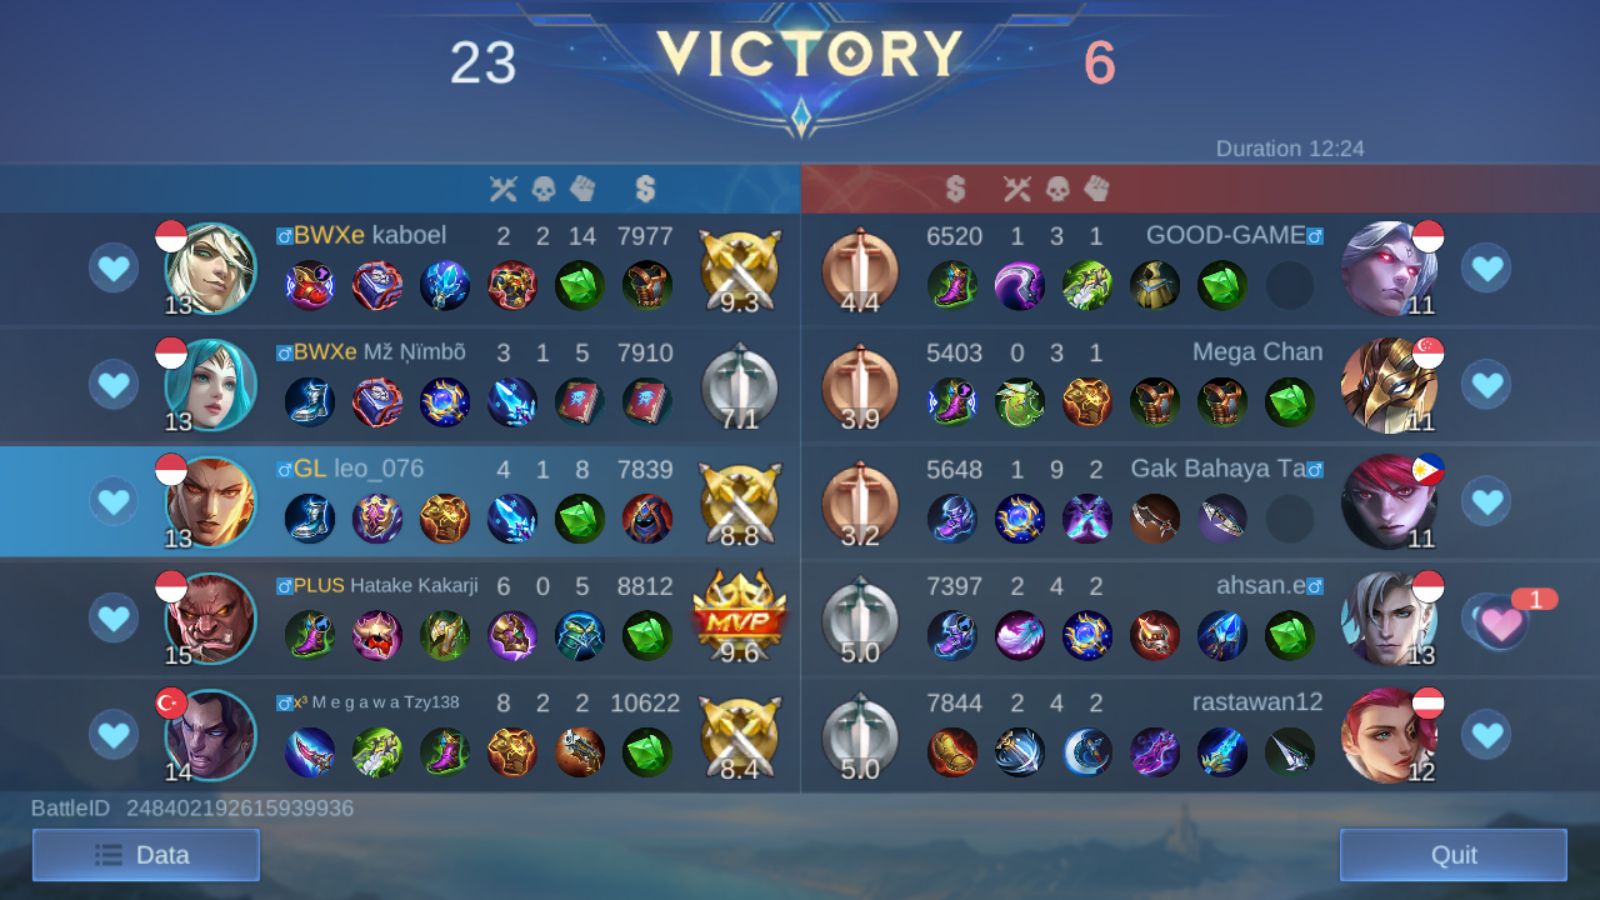 23 VICTORY 6
Duration 12:24
BWXe kaboel 2 2 14 7977
13
9.3
4.4
6520 1 3 1 GOOD-GAME
11
BWXe Mž Ņïmbõ 3 1 5 7910
13
7.1
3.9
5403 0 3 1 Mega Chan
11
GL leo_076 4 1 8 7839
13
8.8
3.2
5648 1 9 2 Gak Bahaya Ta
11
PLUS Hatake Kakarji 6 0 5 8812
15
MVP
9.6
5.0
7397 2 4 2 ahsan.e
13
1
x³ M e g a w a Tzy138 8 2 2 10622
14
8.4
5.0
7844 2 4 2 rastawan12
12
BattleID 248402192615939936
Data
Quit